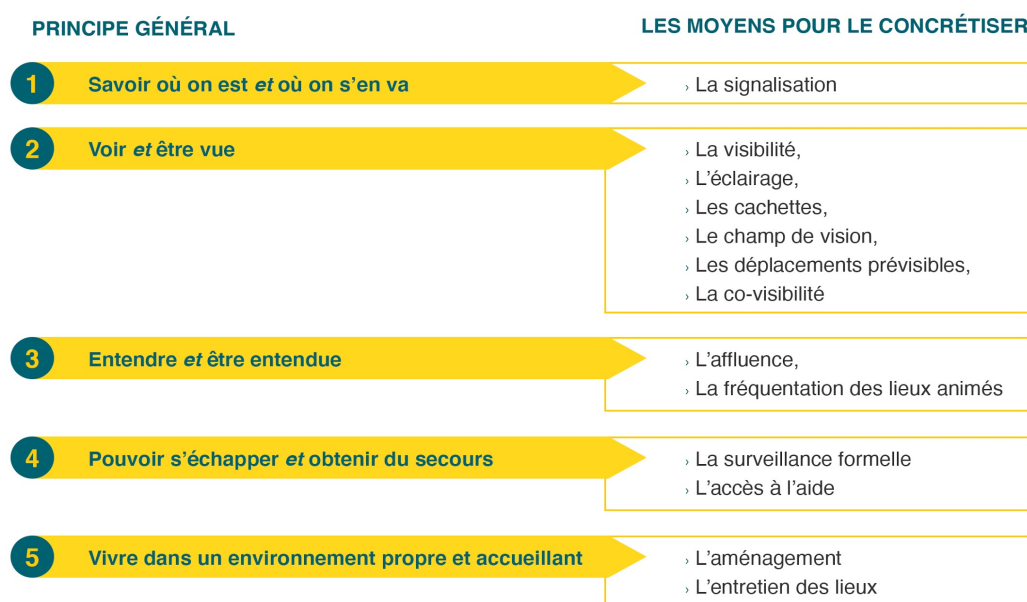 PRINCIPE GÉNÉRAL
LES MOYENS POUR LE CONCRÉTISER
1 Savoir où on est et où on s'en va
› La signalisation
2 Voir et être vue
› La visibilité,
› L'éclairage,
› Les cachettes,
› Le champ de vision,
› Les déplacements prévisibles,
› La co-visibilité
3 Entendre et être entendue
› L'affluence,
› La fréquentation des lieux animés
4 Pouvoir s'échapper et obtenir du secours
› La surveillance formelle
› L'accès à l'aide
5 Vivre dans un environnement propre et accueillant
› L'aménagement
› L'entretien des lieux